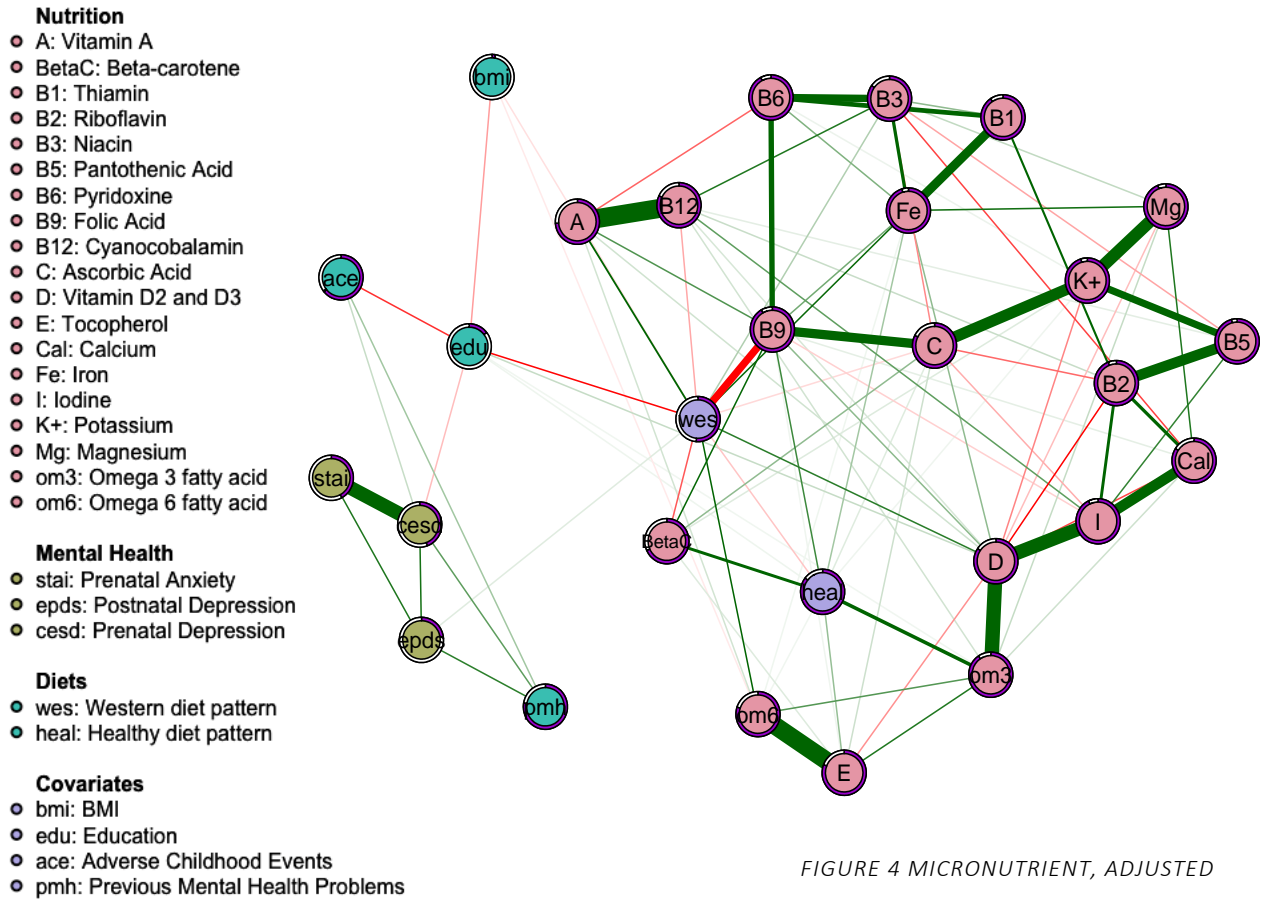 Nutrition
A: Vitamin A
BetaC: Beta-carotene
B1: Thiamin
B2: Riboflavin
B3: Niacin
B5: Pantothenic Acid
B6: Pyridoxine
B9: Folic Acid
B12: Cyanocobalamin
C: Ascorbic Acid
D: Vitamin D2 and D3
E: Tocopherol
Cal: Calcium
Fe: Iron
I: Iodine
K+: Potassium
Mg: Magnesium
om3: Omega 3 fatty acid
om6: Omega 6 fatty acid
Mental Health
stai: Prenatal Anxiety
epds: Postnatal Depression
cesd: Prenatal Depression
Diets
wes: Western diet pattern
heal: Healthy diet pattern
Covariates
bmi: BMI
edu: Education
ace: Adverse Childhood Events
pmh: Previous Mental Health Problems
bmi
B6
B3
B1
A
B12
Fe
Mg
ace
K+
edu
B9
C
B5
B2
wes
Cal
stai
cesd
I
BetaC
D
hea
epds
om3
pmh
om6
E
FIGURE 4 MICRONUTRIENT, ADJUSTED